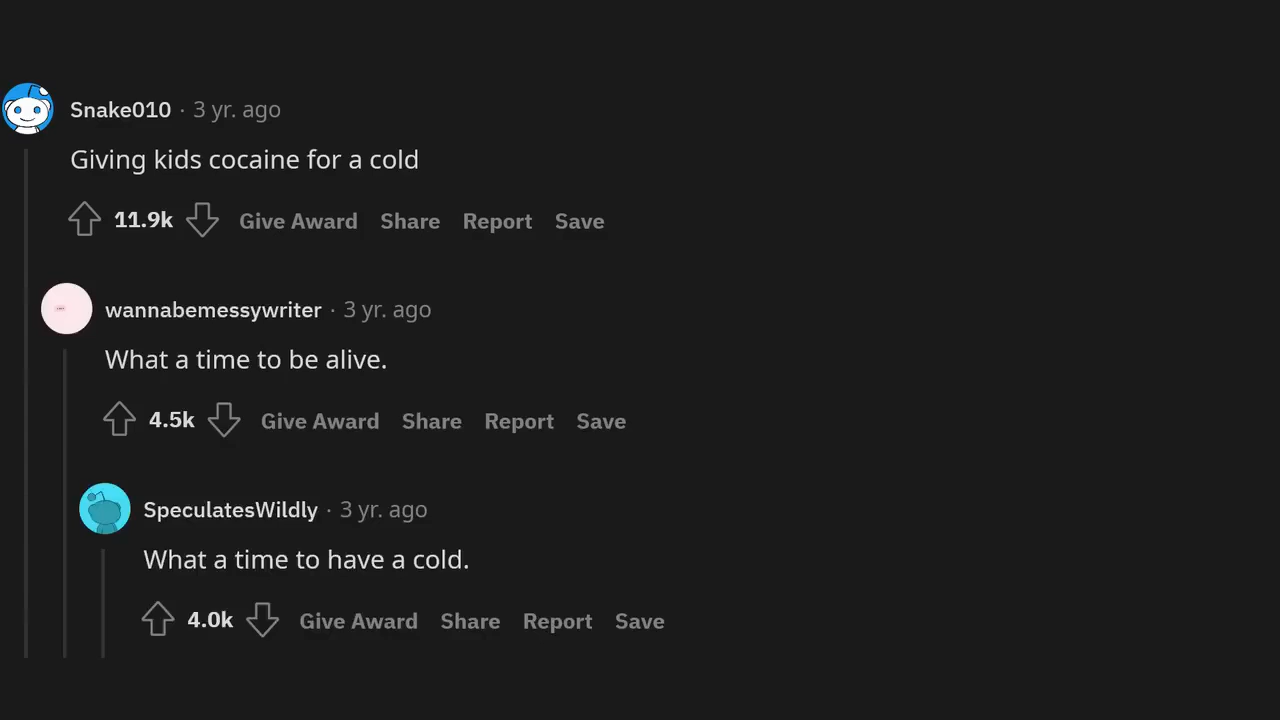 Snake010 · 3 yr. ago
Giving kids cocaine for a cold
11.9k Give Award Share Report Save
wannabemessywriter · 3 yr. ago
What a time to be alive.
4.5k Give Award Share Report Save
SpeculatesWildly · 3 yr. ago
What a time to have a cold.
4.0k Give Award Share Report Save